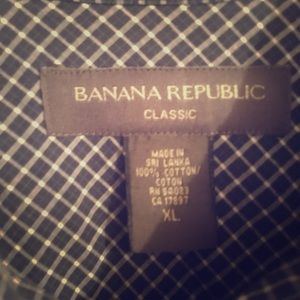 BANANA REPUBLIC
CLASSIC
MADE IN
SRI LANKA
100% COTTON/
COTON
RN 54023
CA 17897
XL